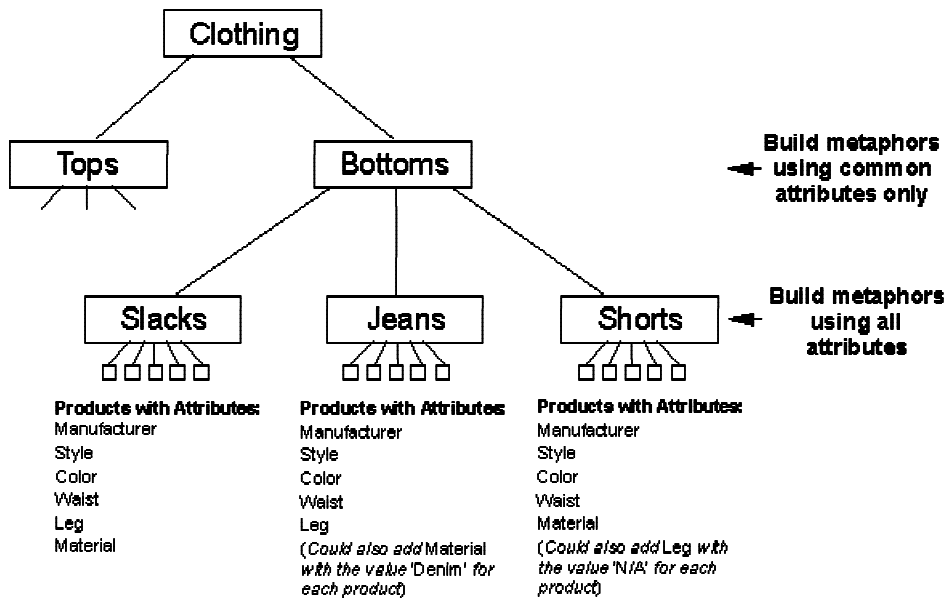 Clothing
Tops
Bottoms
Build metaphors
using common
attributes only
Slacks
Jeans
Shorts
Build metaphors
using all
attributes
Products with Attributes:
Manufacturer
Style
Color
Waist
Leg
Material
Products with Attributes:
Manufacturer
Style
Color
Waist
Leg
(Could also add Material
with the value 'Denim' for
each product)
Products with Attributes:
Manufacturer
Style
Color
Waist
Material
(Could also add Leg with
the value 'N/A' for each
product)